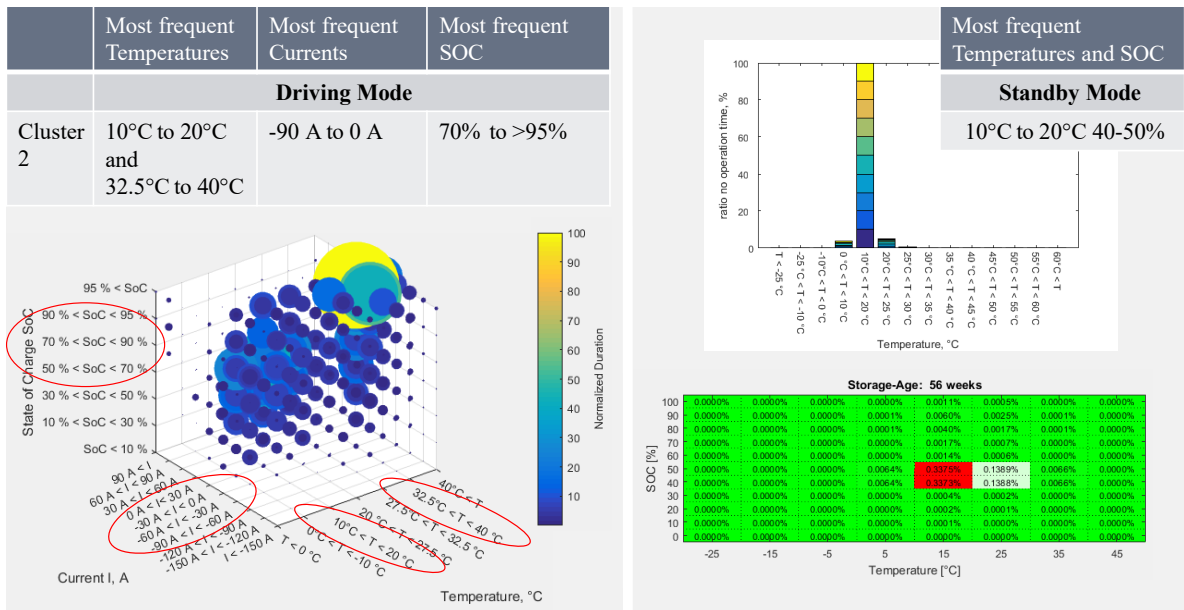 Most frequent Temperatures
Most frequent Currents
Most frequent SOC
Driving Mode
Cluster 2
10°C to 20°C and 32.5°C to 40°C
-90 A to 0 A
70% to >95%
State of Charge SoC
95 % < SoC
90 % < SoC < 95 %
70 % < SoC < 90 %
50 % < SoC < 70 %
30 % < SoC < 50 %
10 % < SoC < 30 %
SoC < 10 %
90 A < I
60 A < I < 90 A
30 A < I < 60 A
0 A < I < 30 A
-30 A < I < 0 A
-60 A < I < -30 A
-90 A < I < -60 A
-120 A < I < -90 A
-150 A < I < -120 A
I < -150 A
Current I, A
T < 0 °C
0°C < T < -10 °C
10°C < T < 20 °C
20 °C < T < 27.5°C
27.5°C < T < 32.5 °C
32.5°C < T < 40 °C
40°C < T
Temperature, °C
100
90
80
70
60
50
40
30
20
10
Normalized Duration
Most frequent Temperatures and SOC
Standby Mode
10°C to 20°C 40-50%
ratio no operation time, %
100
80
60
40
20
0
T < -25 °C
-25 °C < T < -10 °C
-10°C < T < 0 °C
0 °C < T < 10 °C
10°C < T < 20 °C
20°C < T < 25 °C
25°C < T < 30 °C
30°C < T < 35 °C
35 °C < T < 40 °C
40 °C < T < 45 °C
45°C < T < 50 °C
50°C < T < 55 °C
55°C < T < 60 °C
60°C < T
Temperature, °C
Storage-Age: 56 weeks
SOC [%]
100 0.0000% 0.0000% 0.0000% 0.0000% 0.0011% 0.0005% 0.0000% 0.0000%
90 0.0000% 0.0000% 0.0000% 0.0001% 0.0060% 0.0025% 0.0001% 0.0000%
80 0.0000% 0.0000% 0.0000% 0.0001% 0.0040% 0.0017% 0.0001% 0.0000%
70 0.0000% 0.0000% 0.0000% 0.0000% 0.0017% 0.0007% 0.0000% 0.0000%
60 0.0000% 0.0000% 0.0000% 0.0000% 0.0014% 0.0006% 0.0000% 0.0000%
50 0.0000% 0.0000% 0.0000% 0.0064% 0.3375% 0.1389% 0.0066% 0.0000%
40 0.0000% 0.0000% 0.0000% 0.0064% 0.3373% 0.1388% 0.0066% 0.0000%
30 0.0000% 0.0000% 0.0000% 0.0000% 0.0004% 0.0002% 0.0000% 0.0000%
20 0.0000% 0.0000% 0.0000% 0.0000% 0.0002% 0.0001% 0.0000% 0.0000%
10 0.0000% 0.0000% 0.0000% 0.0000% 0.0001% 0.0000% 0.0000% 0.0000%
0 0.0000% 0.0000% 0.0000% 0.0000% 0.0000% 0.0000% 0.0000% 0.0000%
-25 -15 -5 5 15 25 35 45
Temperature [°C]